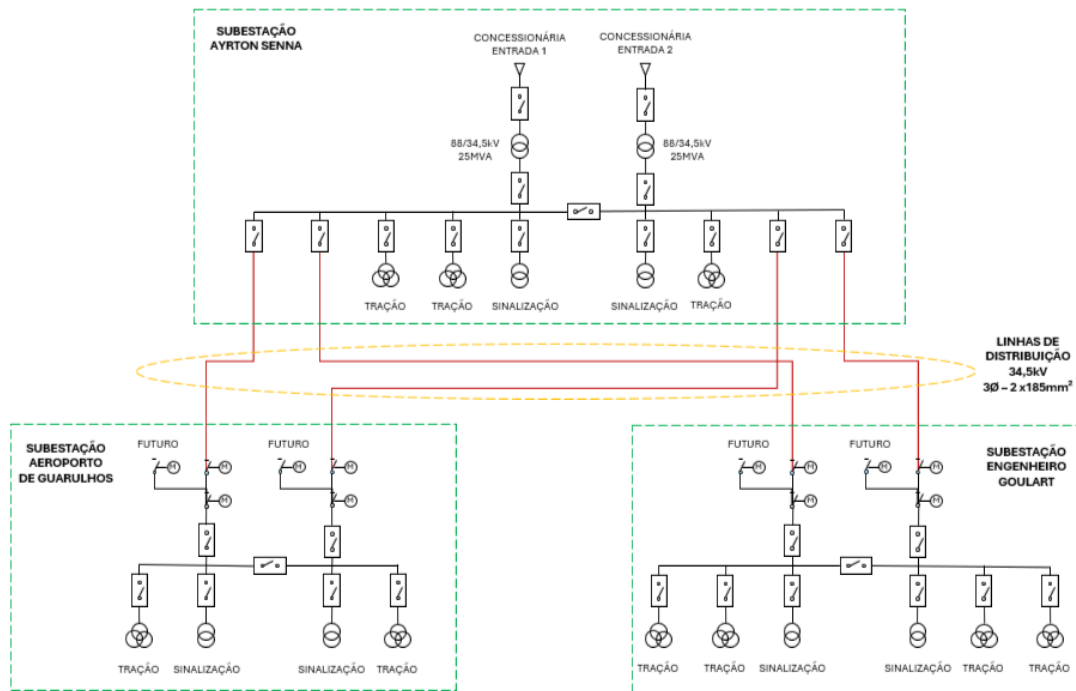 SUBESTAÇÃO
AYRTON SENNA
CONCESSIONÁRIA
ENTRADA 1
CONCESSIONÁRIA
ENTRADA 2
88/34,5kV
25MVA
88/34,5kV
25MVA
TRAÇÃO
TRAÇÃO
SINALIZAÇÃO
SINALIZAÇÃO
TRAÇÃO
LINHAS DE
DISTRIBUIÇÃO
34,5kV
3Ø – 2 x185mm²
SUBESTAÇÃO
AEROPORTO
DE GUARULHOS
FUTURO
M
M
M
FUTURO
M
M
M
TRAÇÃO
SINALIZAÇÃO
SINALIZAÇÃO
TRAÇÃO
SUBESTAÇÃO
ENGENHEIRO
GOULART
FUTURO
M
M
M
FUTURO
M
M
M
TRAÇÃO
TRAÇÃO
SINALIZAÇÃO
SINALIZAÇÃO
TRAÇÃO
TRAÇÃO